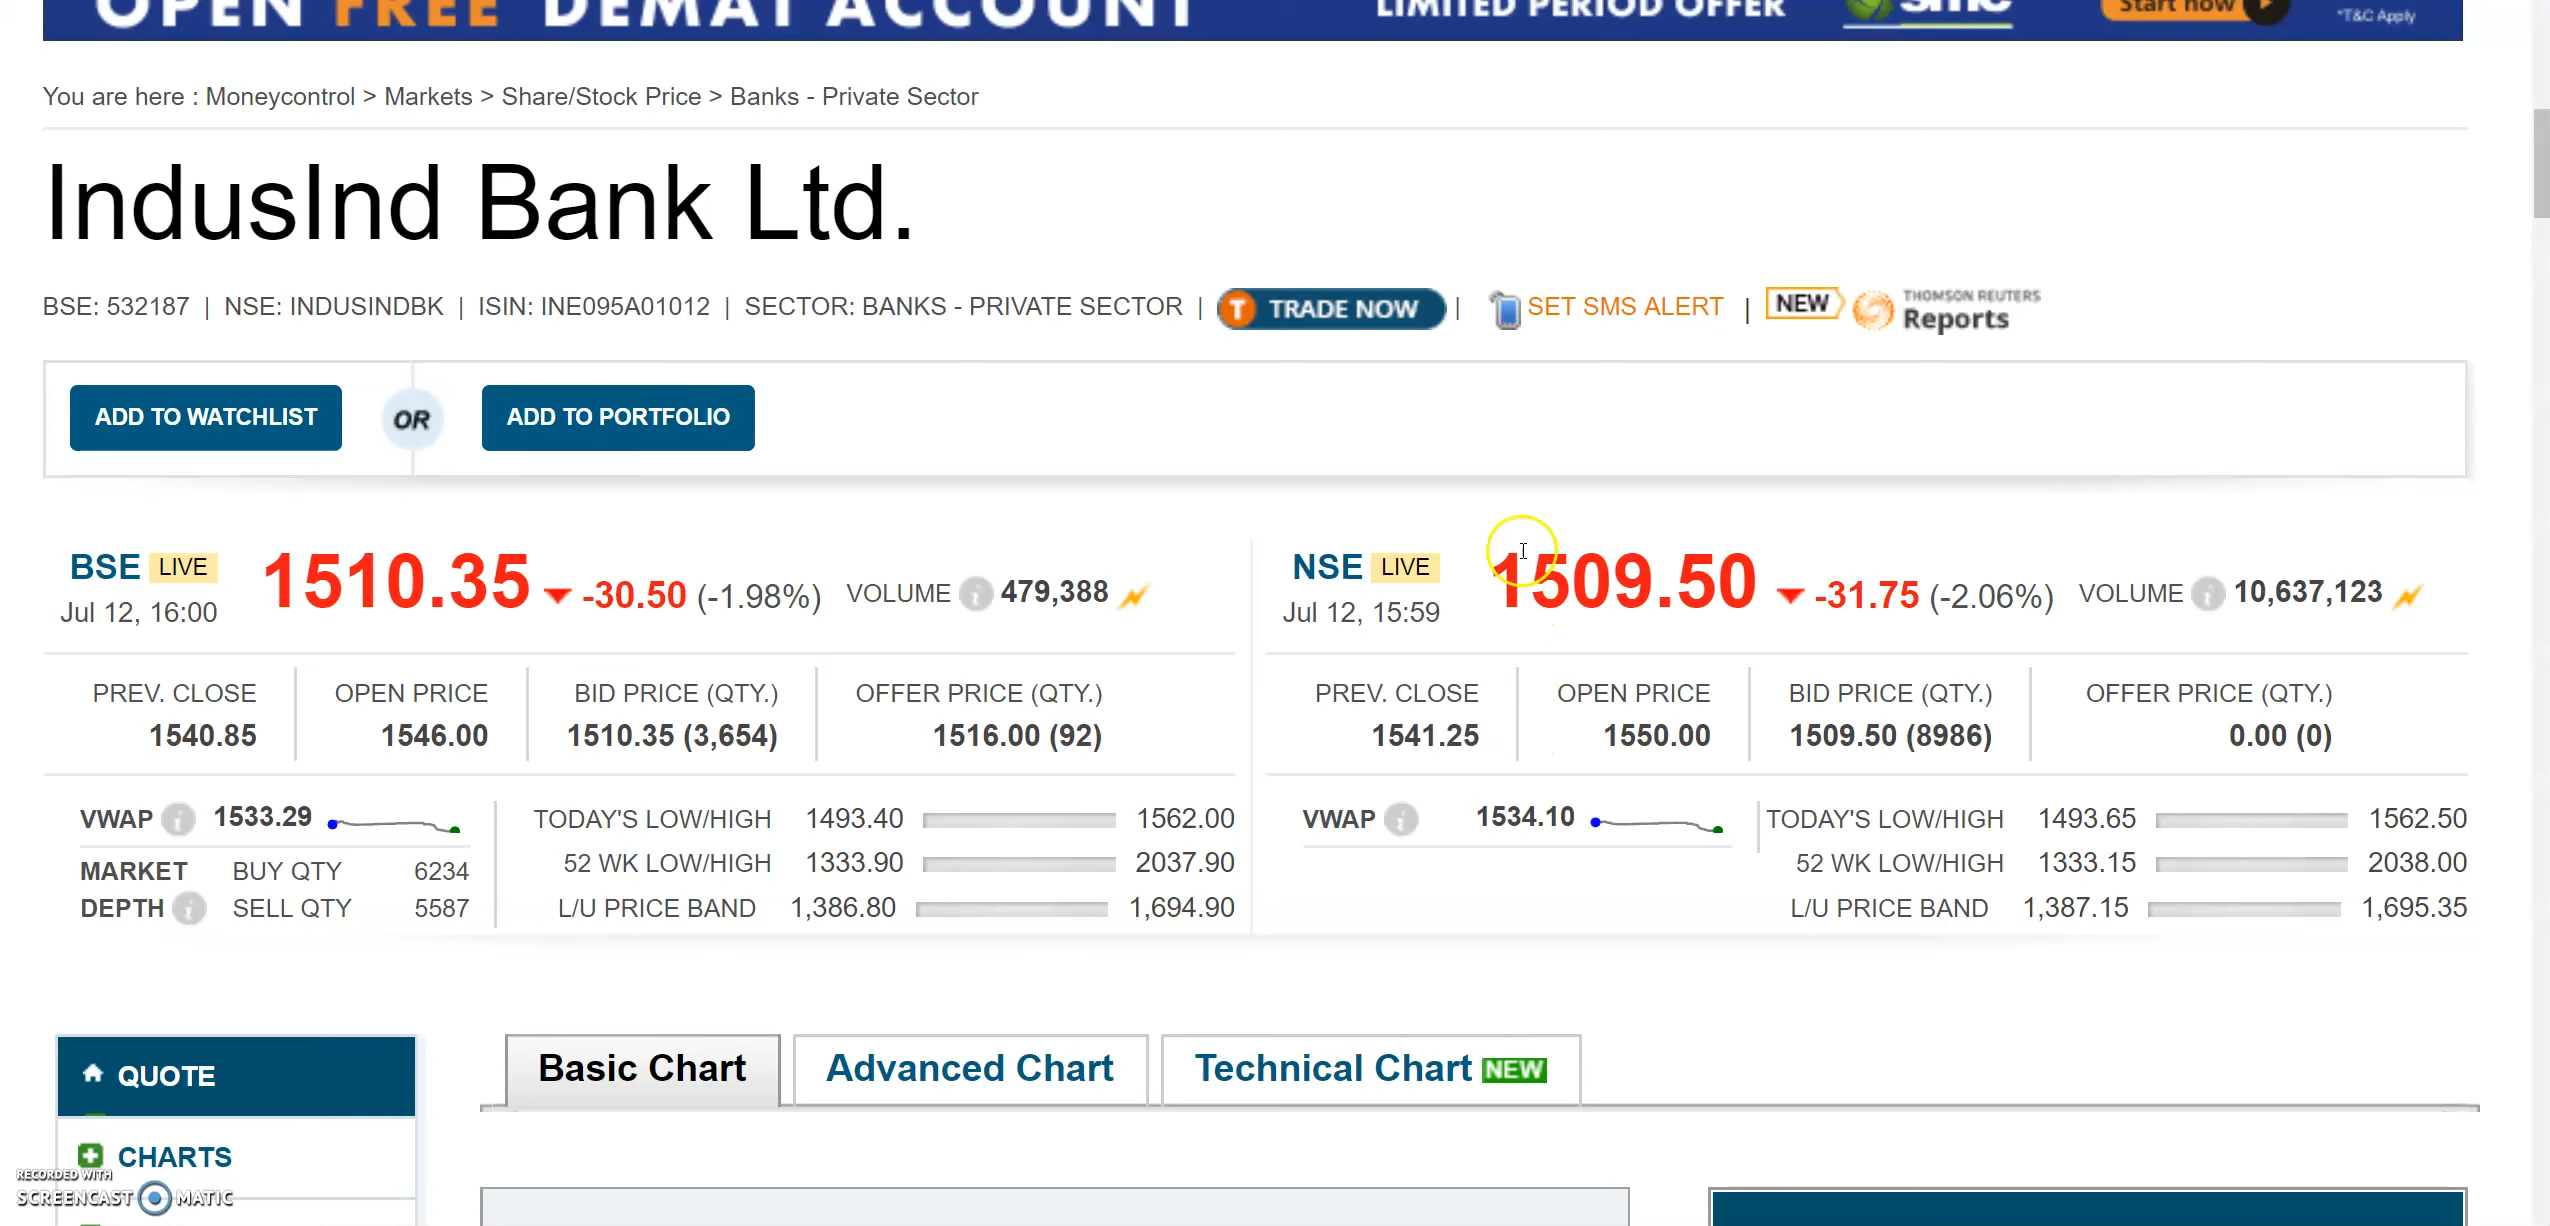 OPEN FREE DEMAT ACCOUNT LIMITED PERIOD OFFER smc Start now *T&C Apply
You are here : Moneycontrol > Markets > Share/Stock Price > Banks - Private Sector
IndusInd Bank Ltd.
BSE: 532187 | NSE: INDUSINDBK | ISIN: INE095A01012 | SECTOR: BANKS - PRIVATE SECTOR | T TRADE NOW | SET SMS ALERT | NEW THOMSON REUTERS Reports
ADD TO WATCHLIST OR ADD TO PORTFOLIO
BSE LIVE 1510.35 -30.50 (-1.98%) VOLUME i 479,388
Jul 12, 16:00
PREV. CLOSE OPEN PRICE BID PRICE (QTY.) OFFER PRICE (QTY.)
1540.85 1546.00 1510.35 (3,654) 1516.00 (92)
VWAP i 1533.29 TODAY'S LOW/HIGH 1493.40 1562.00
MARKET BUY QTY 6234 52 WK LOW/HIGH 1333.90 2037.90
DEPTH i SELL QTY 5587 L/U PRICE BAND 1,386.80 1,694.90
NSE LIVE 1509.50 -31.75 (-2.06%) VOLUME i 10,637,123
Jul 12, 15:59
PREV. CLOSE OPEN PRICE BID PRICE (QTY.) OFFER PRICE (QTY.)
1541.25 1550.00 1509.50 (8986) 0.00 (0)
VWAP i 1534.10 TODAY'S LOW/HIGH 1493.65 1562.50
52 WK LOW/HIGH 1333.15 2038.00
L/U PRICE BAND 1,387.15 1,695.35
QUOTE
CHARTS
Basic Chart Advanced Chart Technical Chart NEW
RECORDED WITH
SCREENCAST MATIC